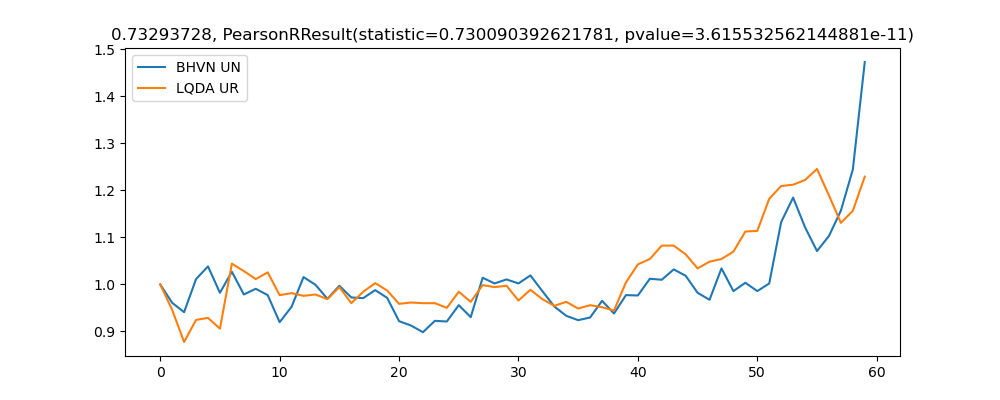 0.73293728, PearsonRResult(statistic=0.730090392621781, pvalue=3.615532562144881e-11)
BHVN UN
LQDA UR
1.5
1.4
1.3
1.2
1.1
1.0
0.9
0 10 20 30 40 50 60